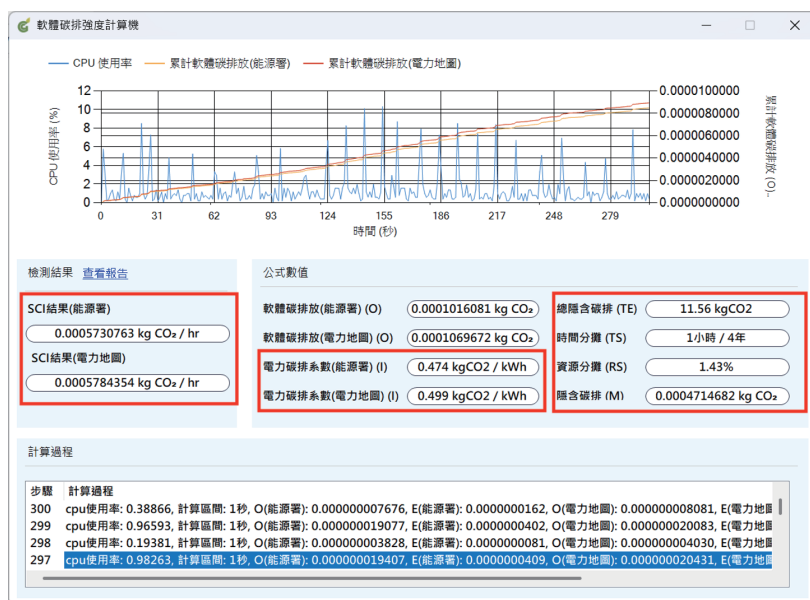 軟體碳排強度計算機
CPU 使用率 累計軟體碳排放(能源署) 累計軟體碳排放(電力地圖)
12
10
8
6
4
2
0
CPU 使用率 (%)
0.0000100000
0.0000080000
0.0000060000
0.0000040000
0.0000020000
0.0000000000
累計軟體碳排放 (O)-
0 31 62 93 124 155 186 217 248 279
時間 (秒)
檢測結果 查看報告
SCI結果(能源署)
0.0005730763 kg CO₂ / hr
SCI結果(電力地圖)
0.0005784354 kg CO₂ / hr
公式數值
軟體碳排放(能源署) (O) 0.0001016081 kg CO₂
軟體碳排放(電力地圖) (O) 0.0001069672 kg CO₂
電力碳排系數(能源署) (I) 0.474 kgCO2 / kWh
電力碳排系數(電力地圖) (I) 0.499 kgCO2 / kWh
總隱含碳排 (TE) 11.56 kgCO2
時間分攤 (TS) 1小時 / 4年
資源分攤 (RS) 1.43%
隱含碳排 (M) 0.0004714682 kg CO₂
計算過程
步驟 計算過程
300 cpu使用率: 0.38866, 計算區間: 1秒, O(能源署): 0.000000007676, E(能源署): 0.0000000162, O(電力地圖): 0.000000008081, E(電力地圖
299 cpu使用率: 0.96593, 計算區間: 1秒, O(能源署): 0.000000019077, E(能源署): 0.0000000402, O(電力地圖): 0.000000020083, E(電力地圖
298 cpu使用率: 0.19381, 計算區間: 1秒, O(能源署): 0.000000003828, E(能源署): 0.0000000081, O(電力地圖): 0.000000004030, E(電力地圖
297 cpu使用率: 0.98263, 計算區間: 1秒, O(能源署): 0.000000019407, E(能源署): 0.0000000409, O(電力地圖): 0.000000020431, E(電力地圖